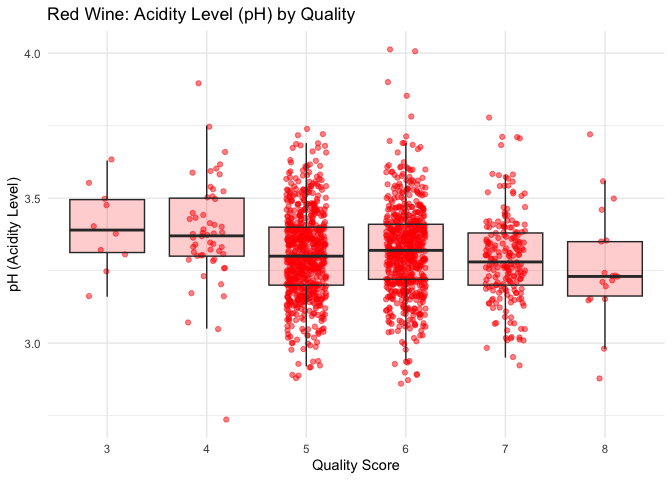 Red Wine: Acidity Level (pH) by Quality
4.0
3.5
3.0
pH (Acidity Level)
3 4 5 6 7 8
Quality Score